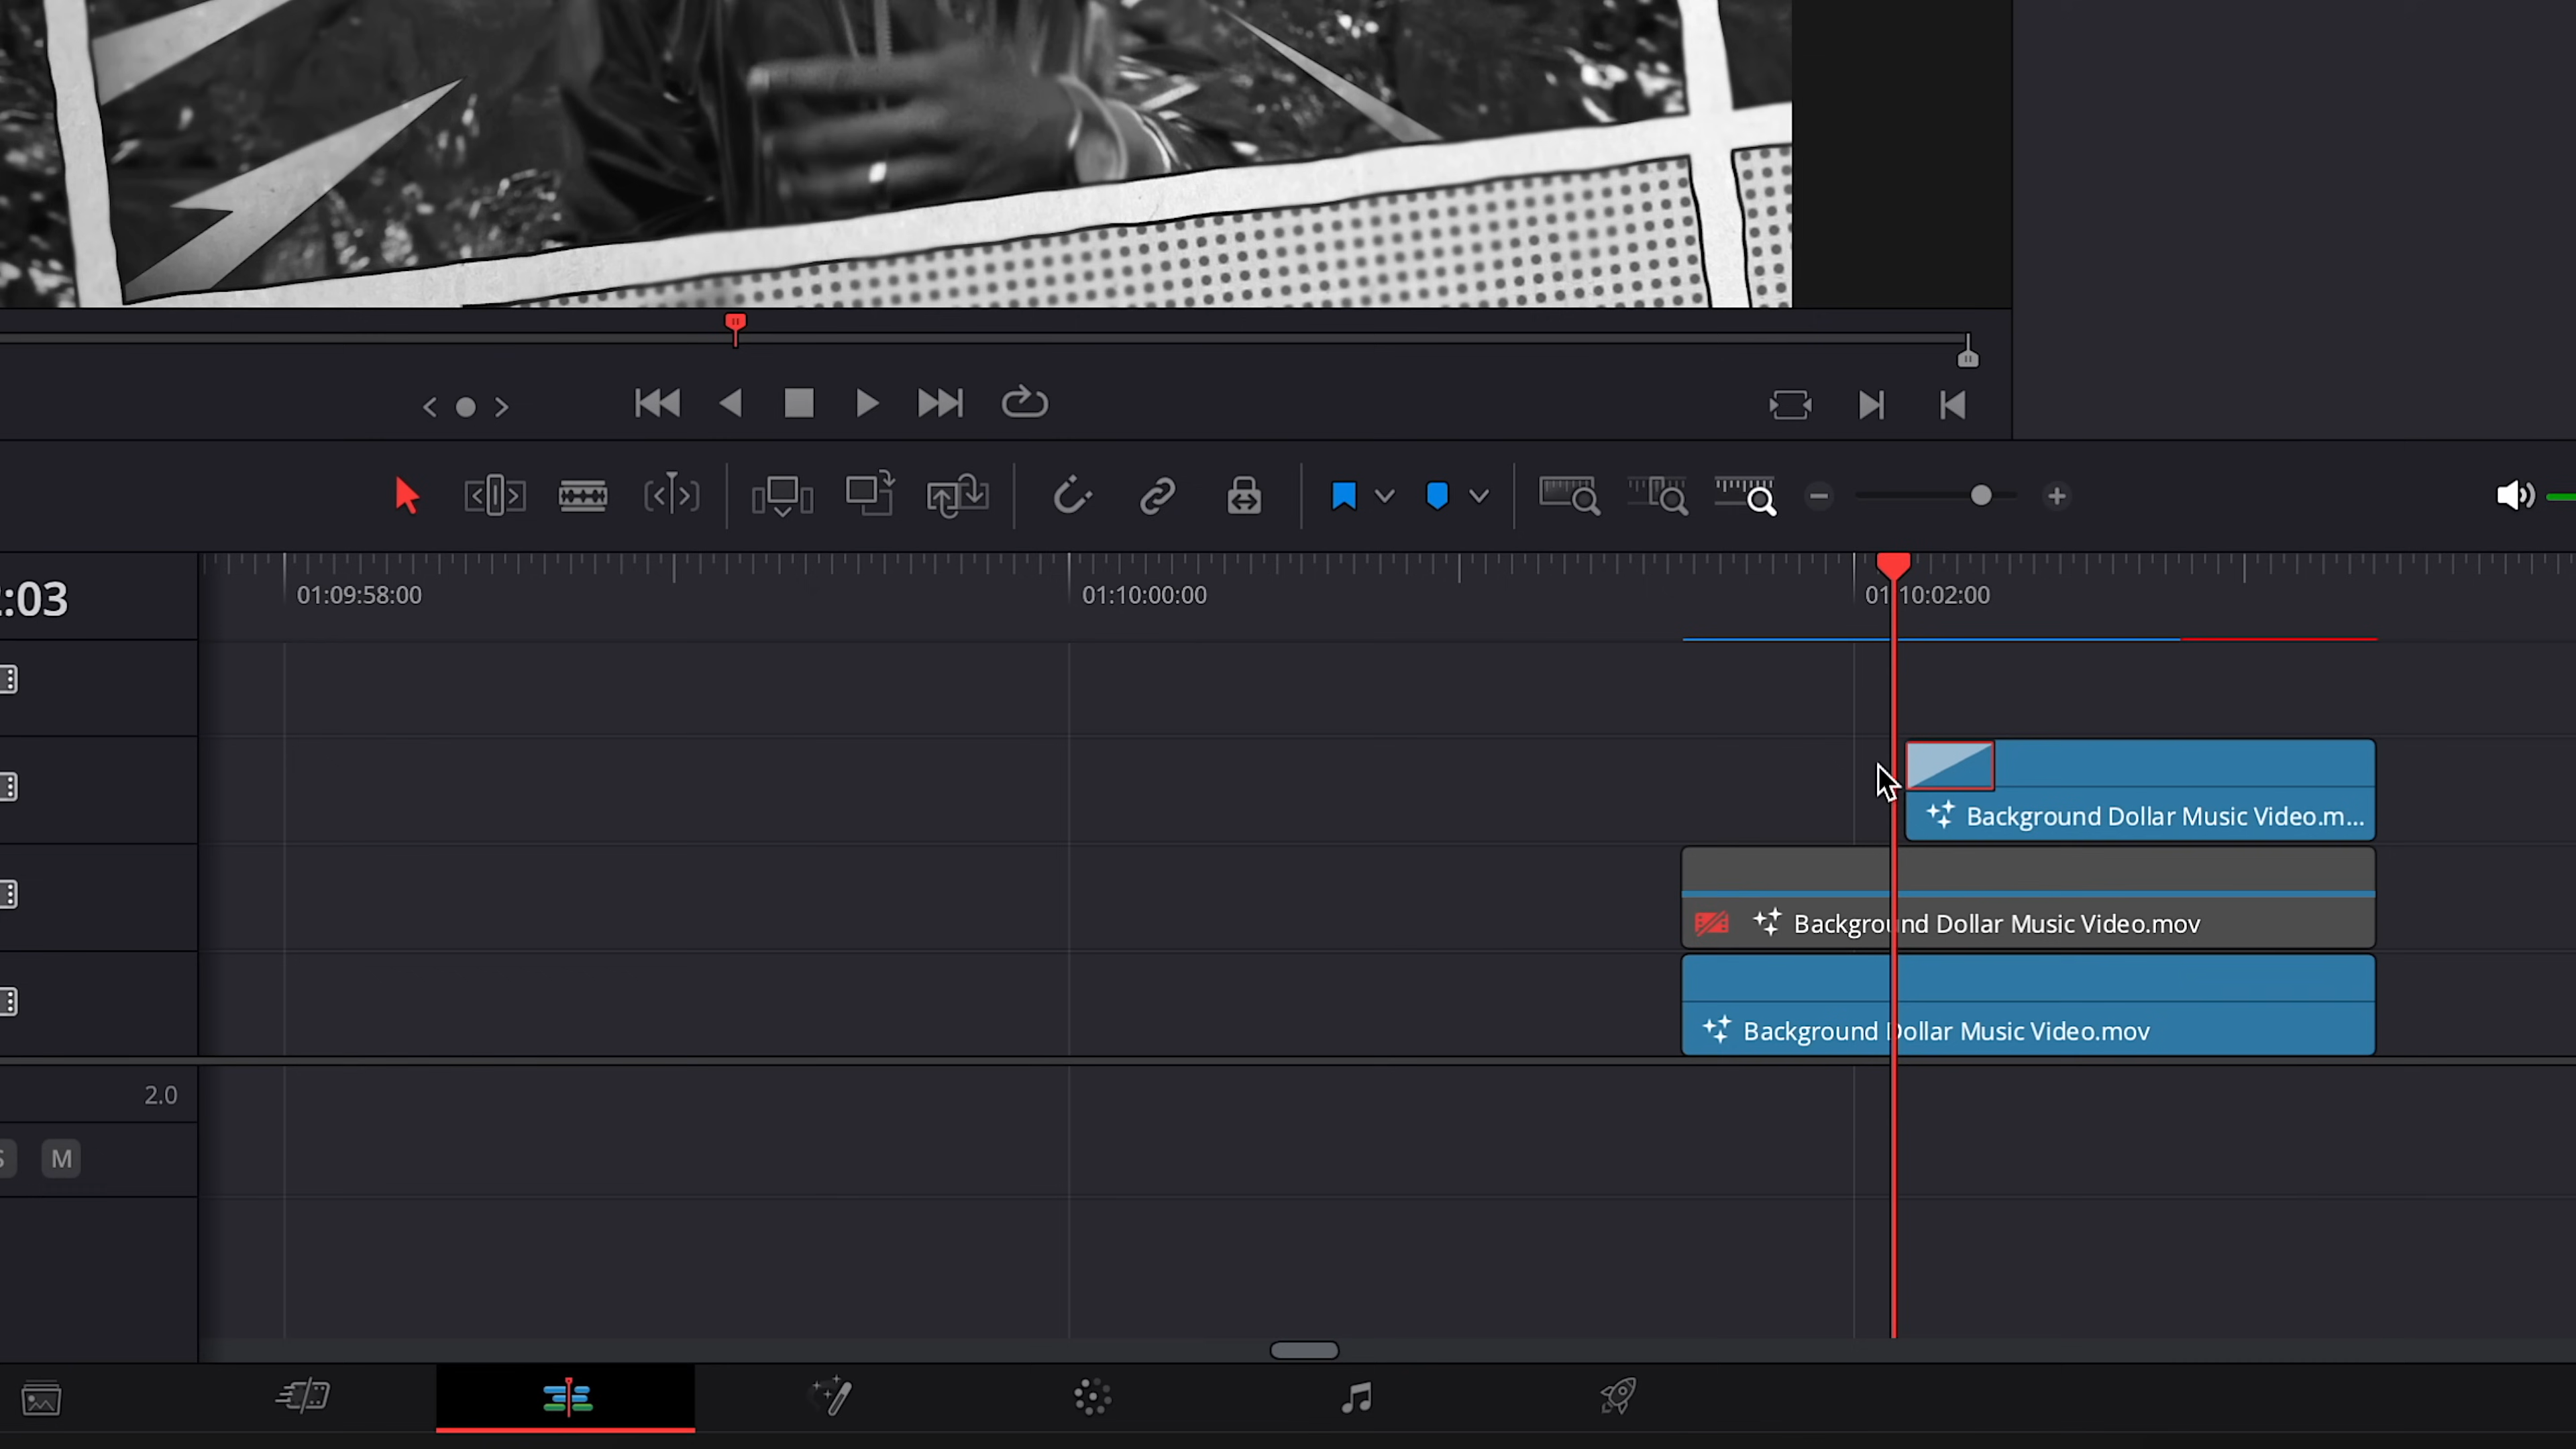 :03
01:09:58:00
01:10:00:00
01:10:02:00
Background Dollar Music Video.m...
Background Dollar Music Video.mov
Background Dollar Music Video.mov
2.0
S M